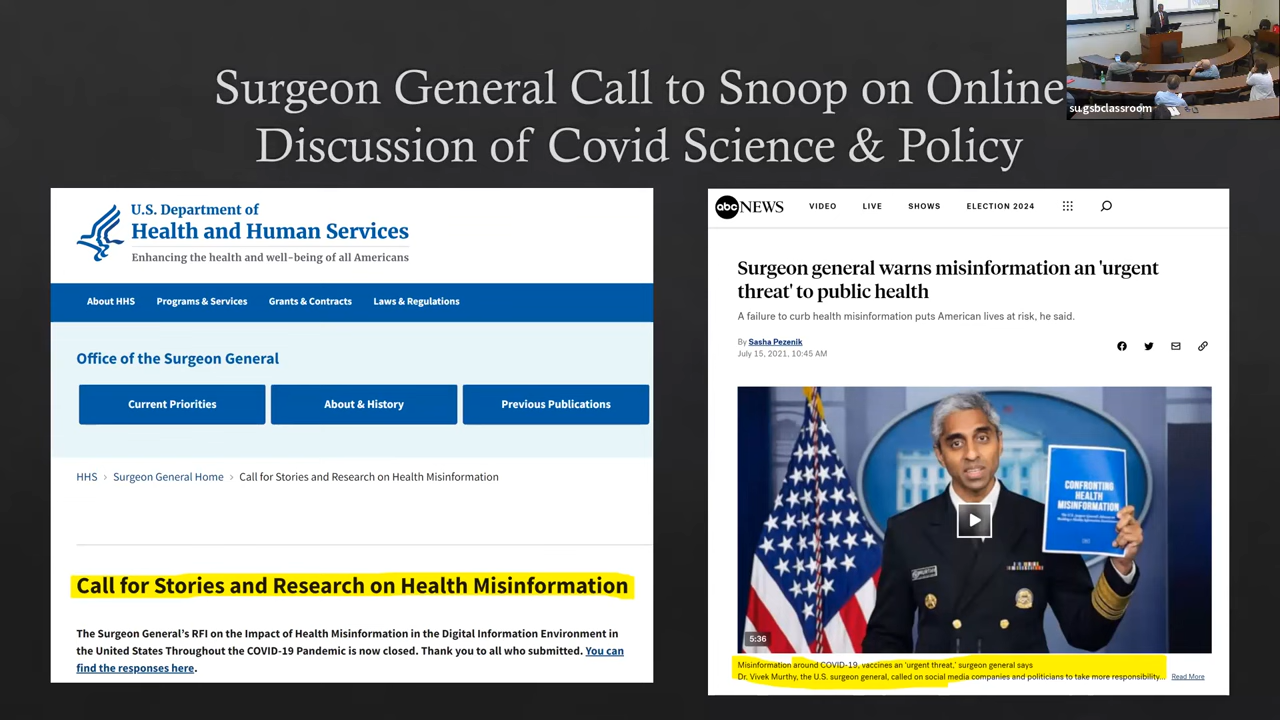 Surgeon General Call to Snoop on Online
Discussion of Covid Science & Policy
su.gsbclassroom
U.S. Department of
Health and Human Services
Enhancing the health and well-being of all Americans
About HHS Programs & Services Grants & Contracts Laws & Regulations
Office of the Surgeon General
Current Priorities About & History Previous Publications
HHS › Surgeon General Home › Call for Stories and Research on Health Misinformation
Call for Stories and Research on Health Misinformation
The Surgeon General's RFI on the Impact of Health Misinformation in the Digital Information Environment in
the United States Throughout the COVID-19 Pandemic is now closed. Thank you to all who submitted. You can
find the responses here.
abc NEWS VIDEO LIVE SHOWS ELECTION 2024
Surgeon general warns misinformation an 'urgent
threat' to public health
A failure to curb health misinformation puts American lives at risk, he said.
By Sasha Pezenik
July 15, 2021, 10:45 AM
CONFRONTING
HEALTH
MISINFORMATION
5:36
Misinformation around COVID-19, vaccines an 'urgent threat,' surgeon general says
Dr. Vivek Murthy, the U.S. surgeon general, called on social media companies and politicians to take more responsibility... Read More